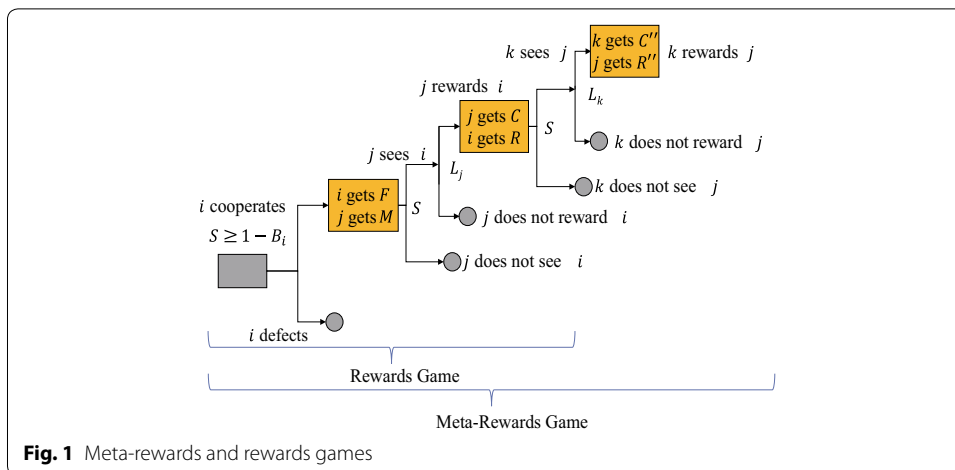 k sees j
k gets C′′
j gets R′′
k rewards j
L_k
j rewards i
j gets C
i gets R
S
k does not reward j
j sees i
L_j
k does not see j
i gets F
j gets M
S
j does not reward i
i cooperates
S ≥ 1 − B_i
j does not see i
i defects
Rewards Game
Meta-Rewards Game
Fig. 1 Meta-rewards and rewards games